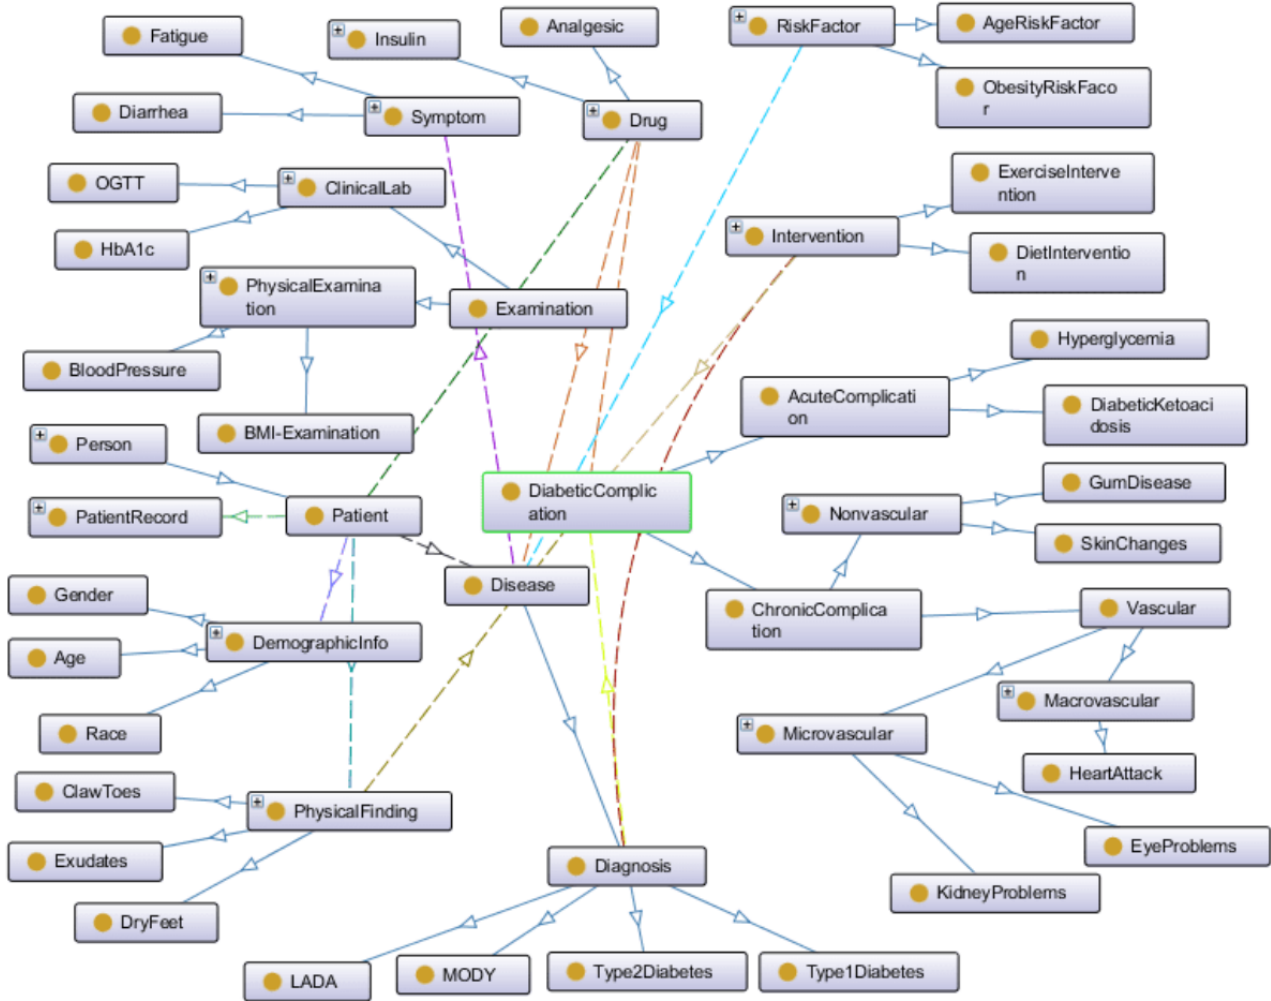 Fatigue
Insulin
Analgesic
RiskFactor
AgeRiskFactor
ObesityRiskFaco
r
Diarrhea
Symptom
Drug
OGTT
ClinicalLab
ExerciseInterve
ntion
HbA1c
Intervention
DietInterventio
n
PhysicalExamina
tion
Examination
BloodPressure
Hyperglycemia
AcuteComplicati
on
DiabeticKetoaci
dosis
BMI-Examination
Person
DiabeticComplic
ation
GumDisease
PatientRecord
Patient
Nonvascular
SkinChanges
Gender
Disease
ChronicComplica
tion
Vascular
DemographicInfo
Age
Macrovascular
Race
Microvascular
HeartAttack
ClawToes
PhysicalFinding
EyeProblems
Exudates
Diagnosis
KidneyProblems
DryFeet
LADA
MODY
Type2Diabetes
Type1Diabetes